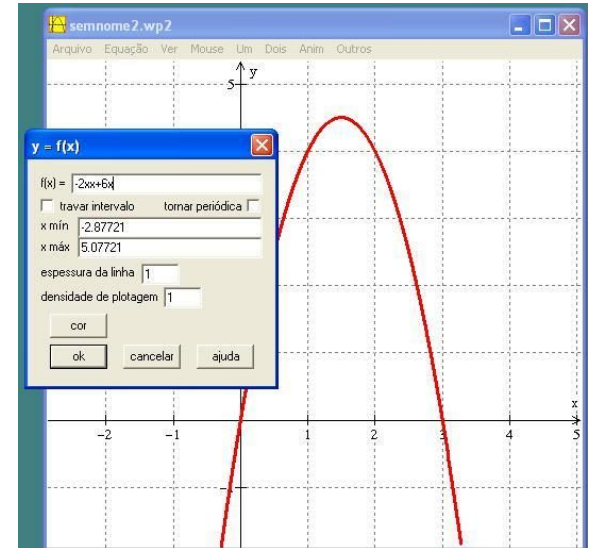 semnome2.wp2
Arquivo Equação Ver Mouse Um Dois Anim Outros
y
5
y = f(x)
f(x) = -2xx+6x
travar intervalo tornar periódica
x mín -2.87721
x máx 5.07721
espessura da linha 1
densidade de plotagem 1
cor
ok cancelar ajuda
x
-2 -1 1 2 3 4 5